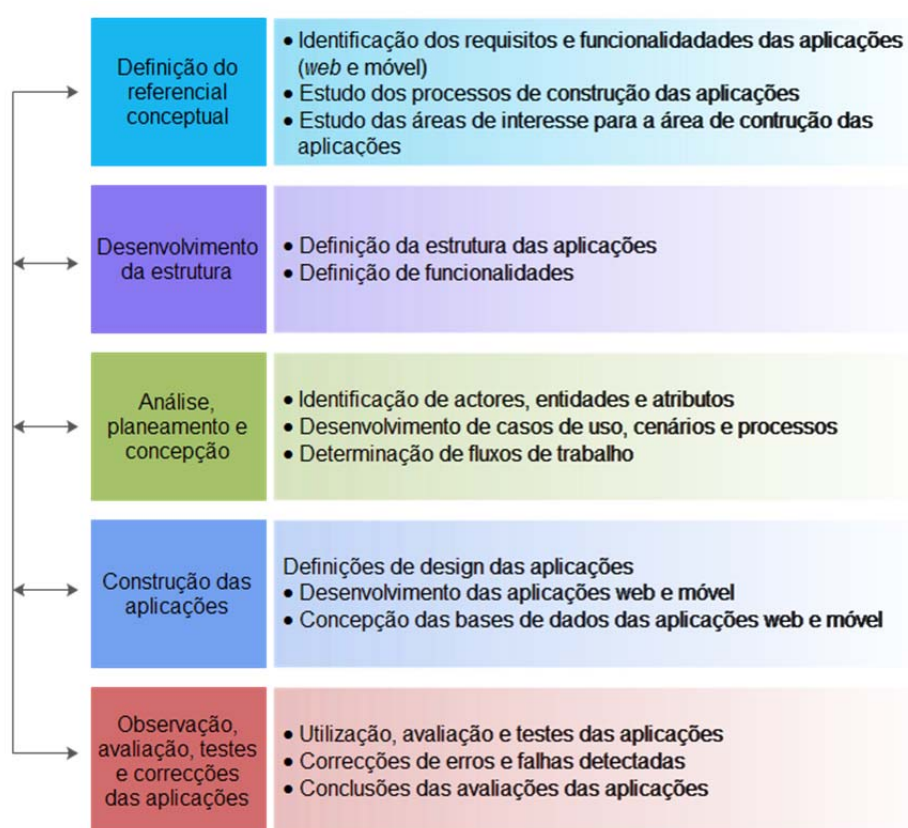 Definição do
referencial
conceptual
• Identificação dos requisitos e funcionalidadades das aplicações
(web e móvel)
• Estudo dos processos de construção das aplicações
• Estudo das áreas de interesse para a área de contrução das
aplicações
Desenvolvimento
da estrutura
• Definição da estrutura das aplicações
• Definição de funcionalidades
Análise,
planeamento e
concepção
• Identificação de actores, entidades e atributos
• Desenvolvimento de casos de uso, cenários e processos
• Determinação de fluxos de trabalho
Construção das
aplicações
Definições de design das aplicações
• Desenvolvimento das aplicações web e móvel
• Concepção das bases de dados das aplicações web e móvel
Observação,
avaliação, testes
e correcções
das aplicações
• Utilização, avaliação e testes das aplicações
• Correcções de erros e falhas detectadas
• Conclusões das avaliações das aplicações